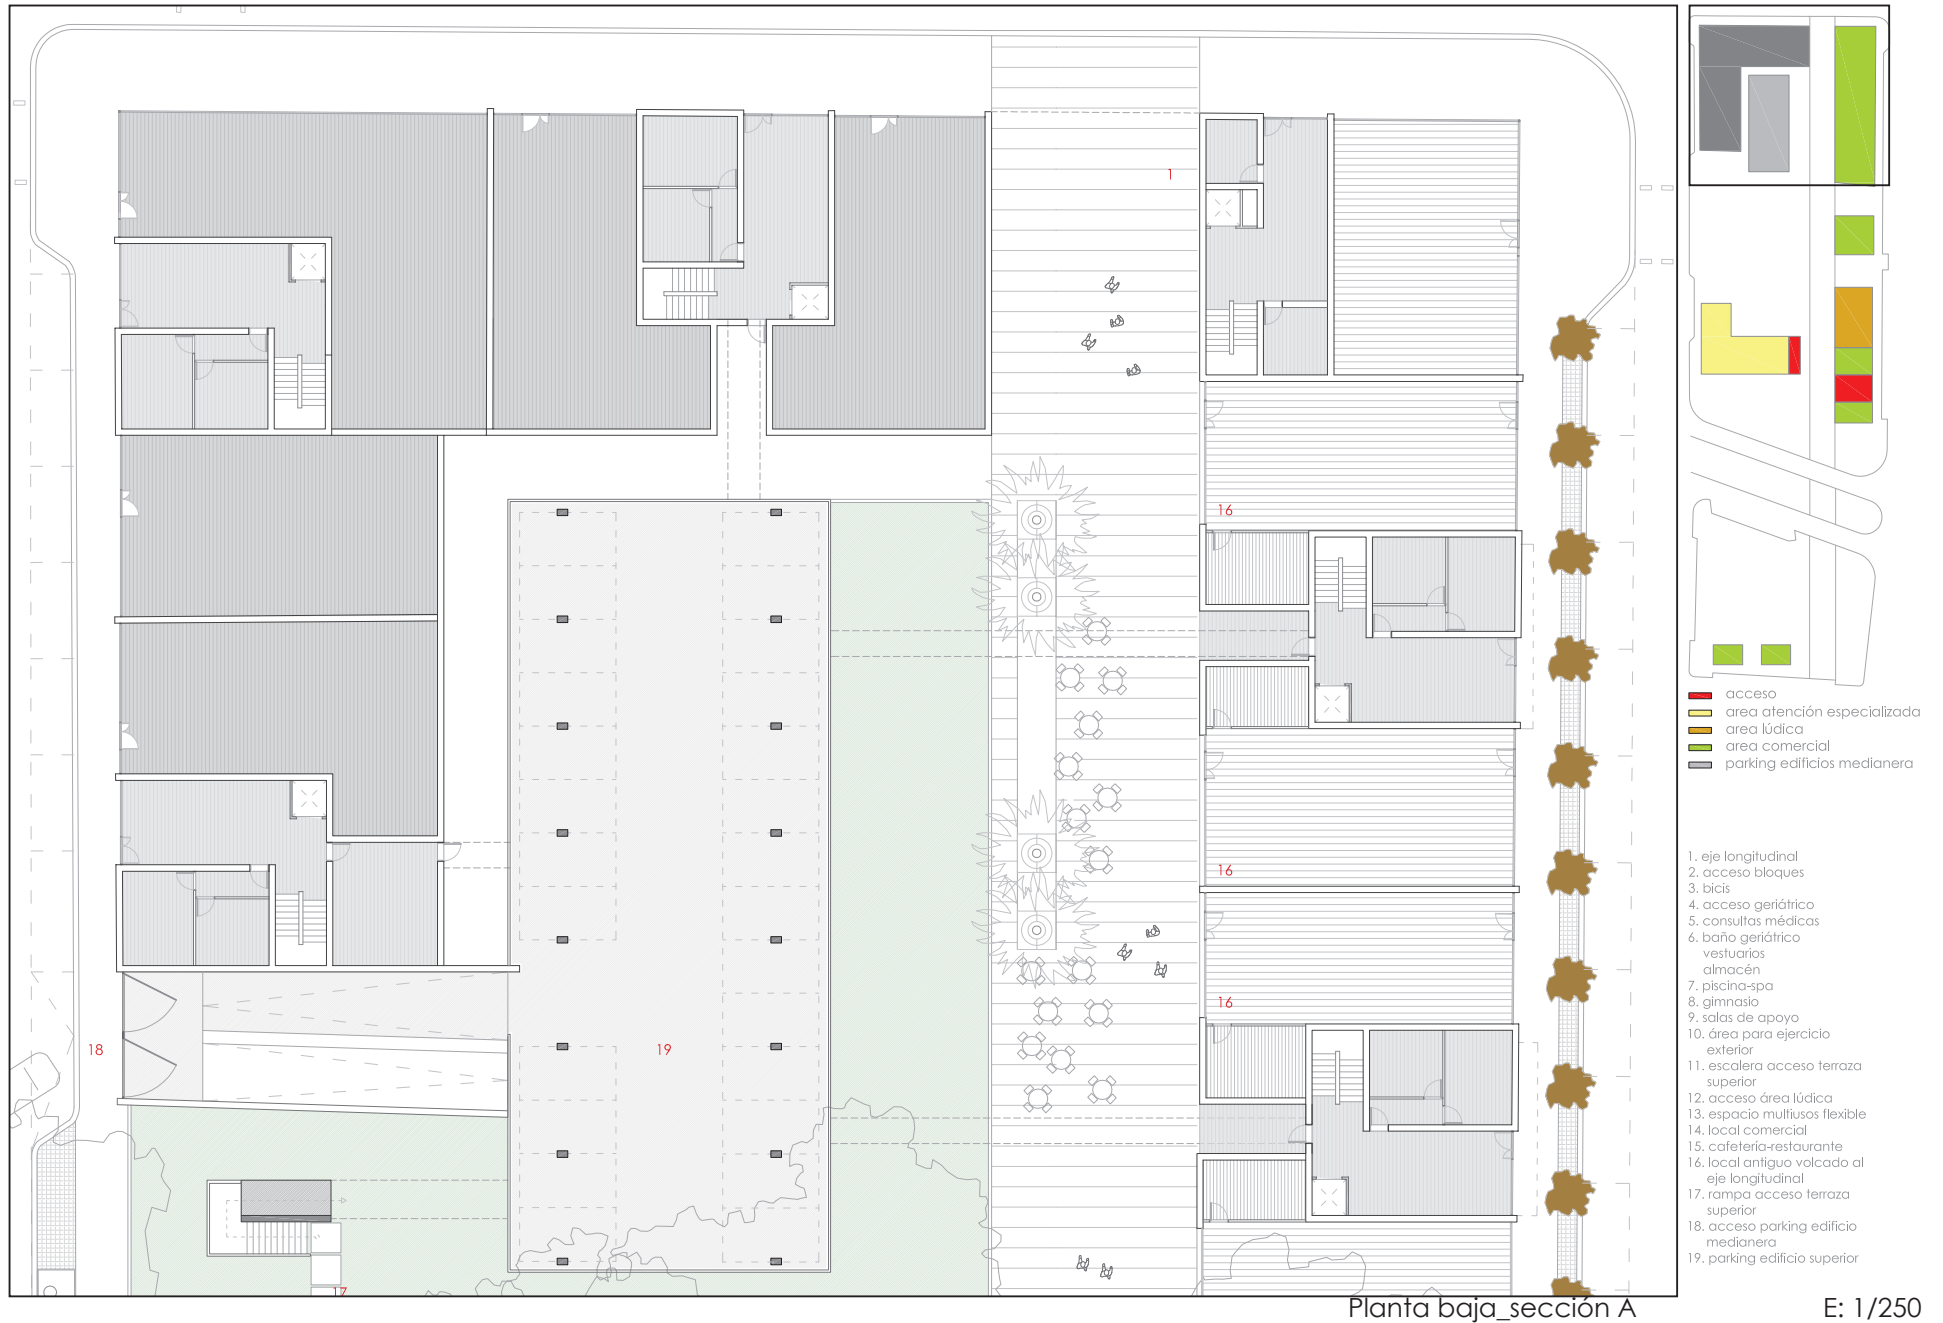 1
16
16
16
18
19
17
acceso
area atención especializada
area lúdica
area comercial
parking edificios medianera
1. eje longitudinal
2. acceso bloques
3. bicis
4. acceso geriátrico
5. consultas médicas
6. baño geriátrico
vestuarios
almacén
7. piscina-spa
8. gimnasio
9. salas de apoyo
10. área para ejercicio
exterior
11. escalera acceso terraza
superior
12. acceso área lúdica
13. espacio multiusos flexible
14. local comercial
15. cafetería-restaurante
16. local antiguo volcado al
eje longitudinal
17. rampa acceso terraza
superior
18. acceso parking edificio
medianera
19. parking edificio superior
Planta baja_sección A
E: 1/250